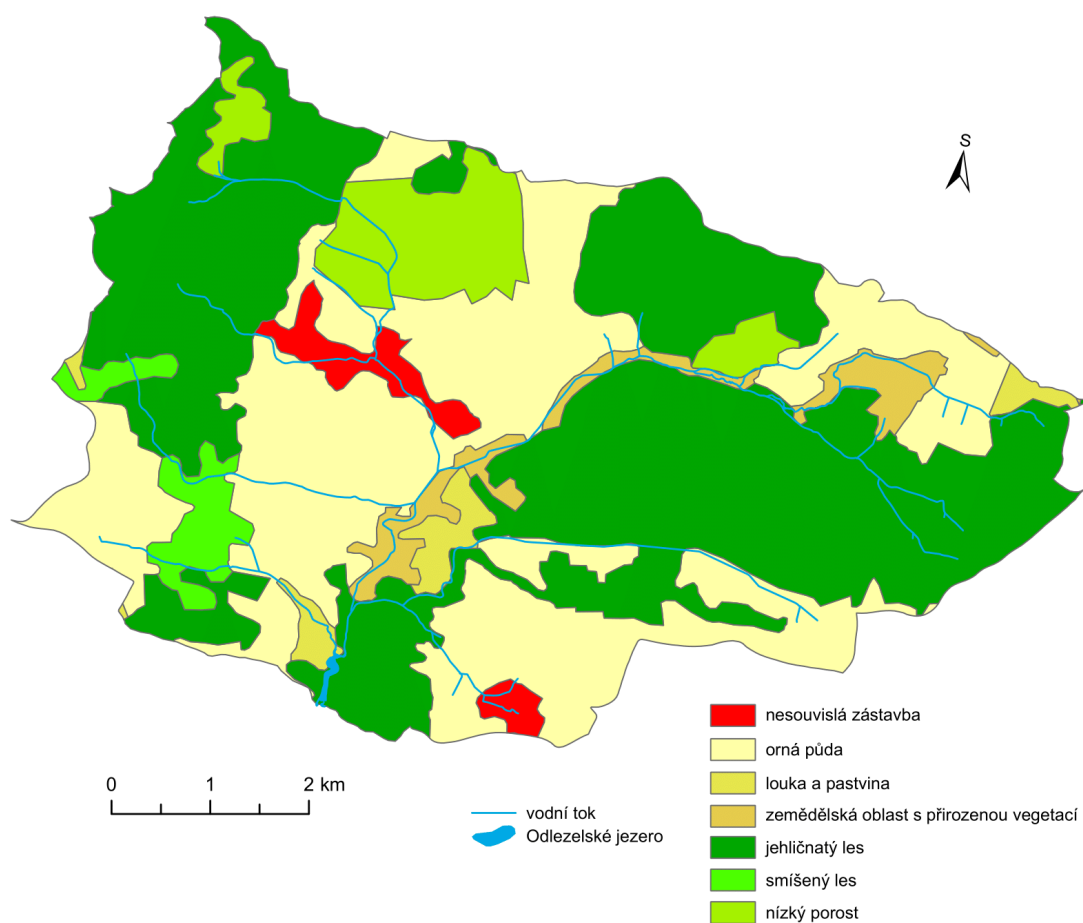 S
0 1 2 km
vodní tok
Odlezelské jezero
nesouvislá zástavba
orná půda
louka a pastvina
zemědělská oblast s přirozenou vegetací
jehličnatý les
smíšený les
nízký porost